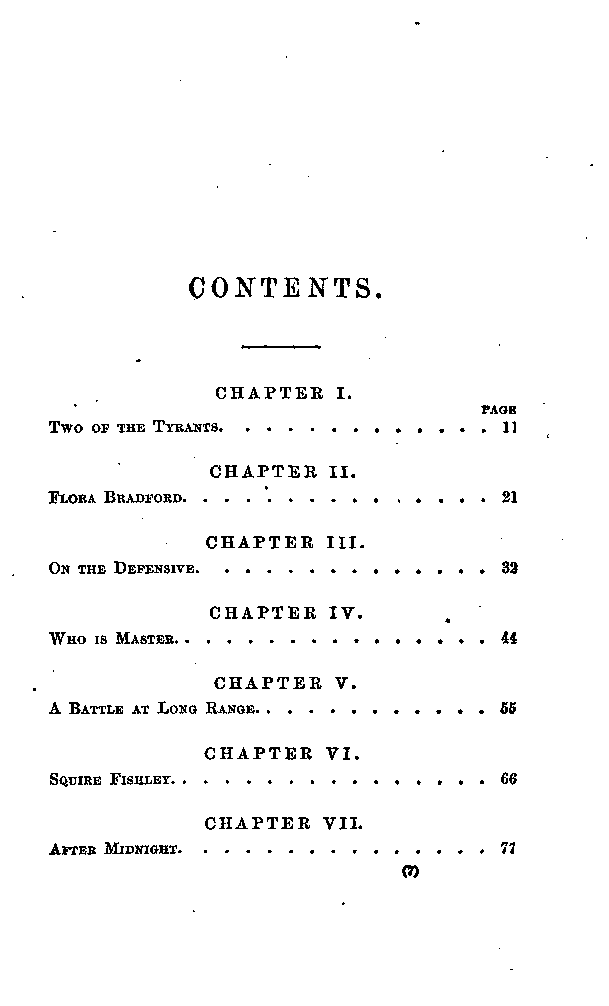 CONTENTS.
CHAPTER I.
PAGE
Two of the Tyrants. . . . . . . . . . . . . . 11
CHAPTER II.
Flora Bradford. . . . . . . . . . . . . . . . 21
CHAPTER III.
On the Defensive. . . . . . . . . . . . . . . 32
CHAPTER IV.
Who is Master. . . . . . . . . . . . . . . . 44
CHAPTER V.
A Battle at Long Range. . . . . . . . . . . . 55
CHAPTER VI.
Squire Fishley. . . . . . . . . . . . . . . . 66
CHAPTER VII.
After Midnight. . . . . . . . . . . . . . . 77
(7)